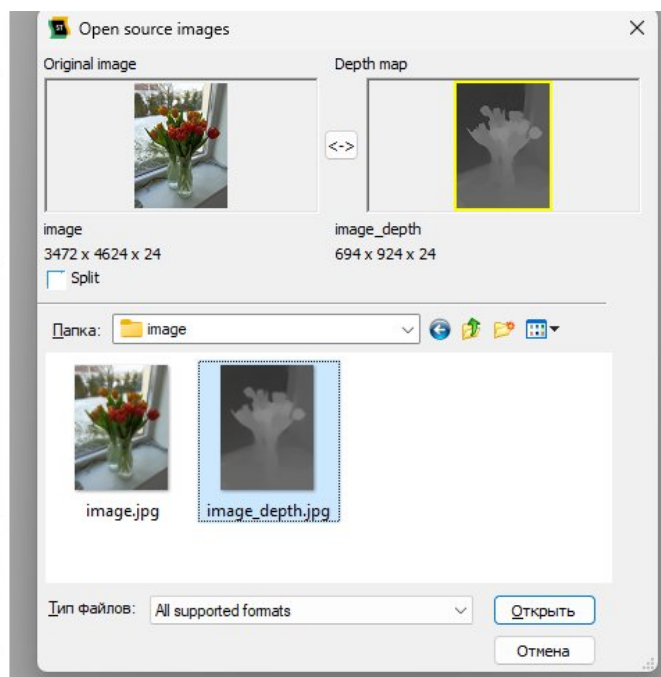 ST Open source images
Original image Depth map
<->
image image_depth
3472 x 4624 x 24 694 x 924 x 24
Split
Папка: image
image.jpg image_depth.jpg
Тип файлов: All supported formats Открыть
Отмена